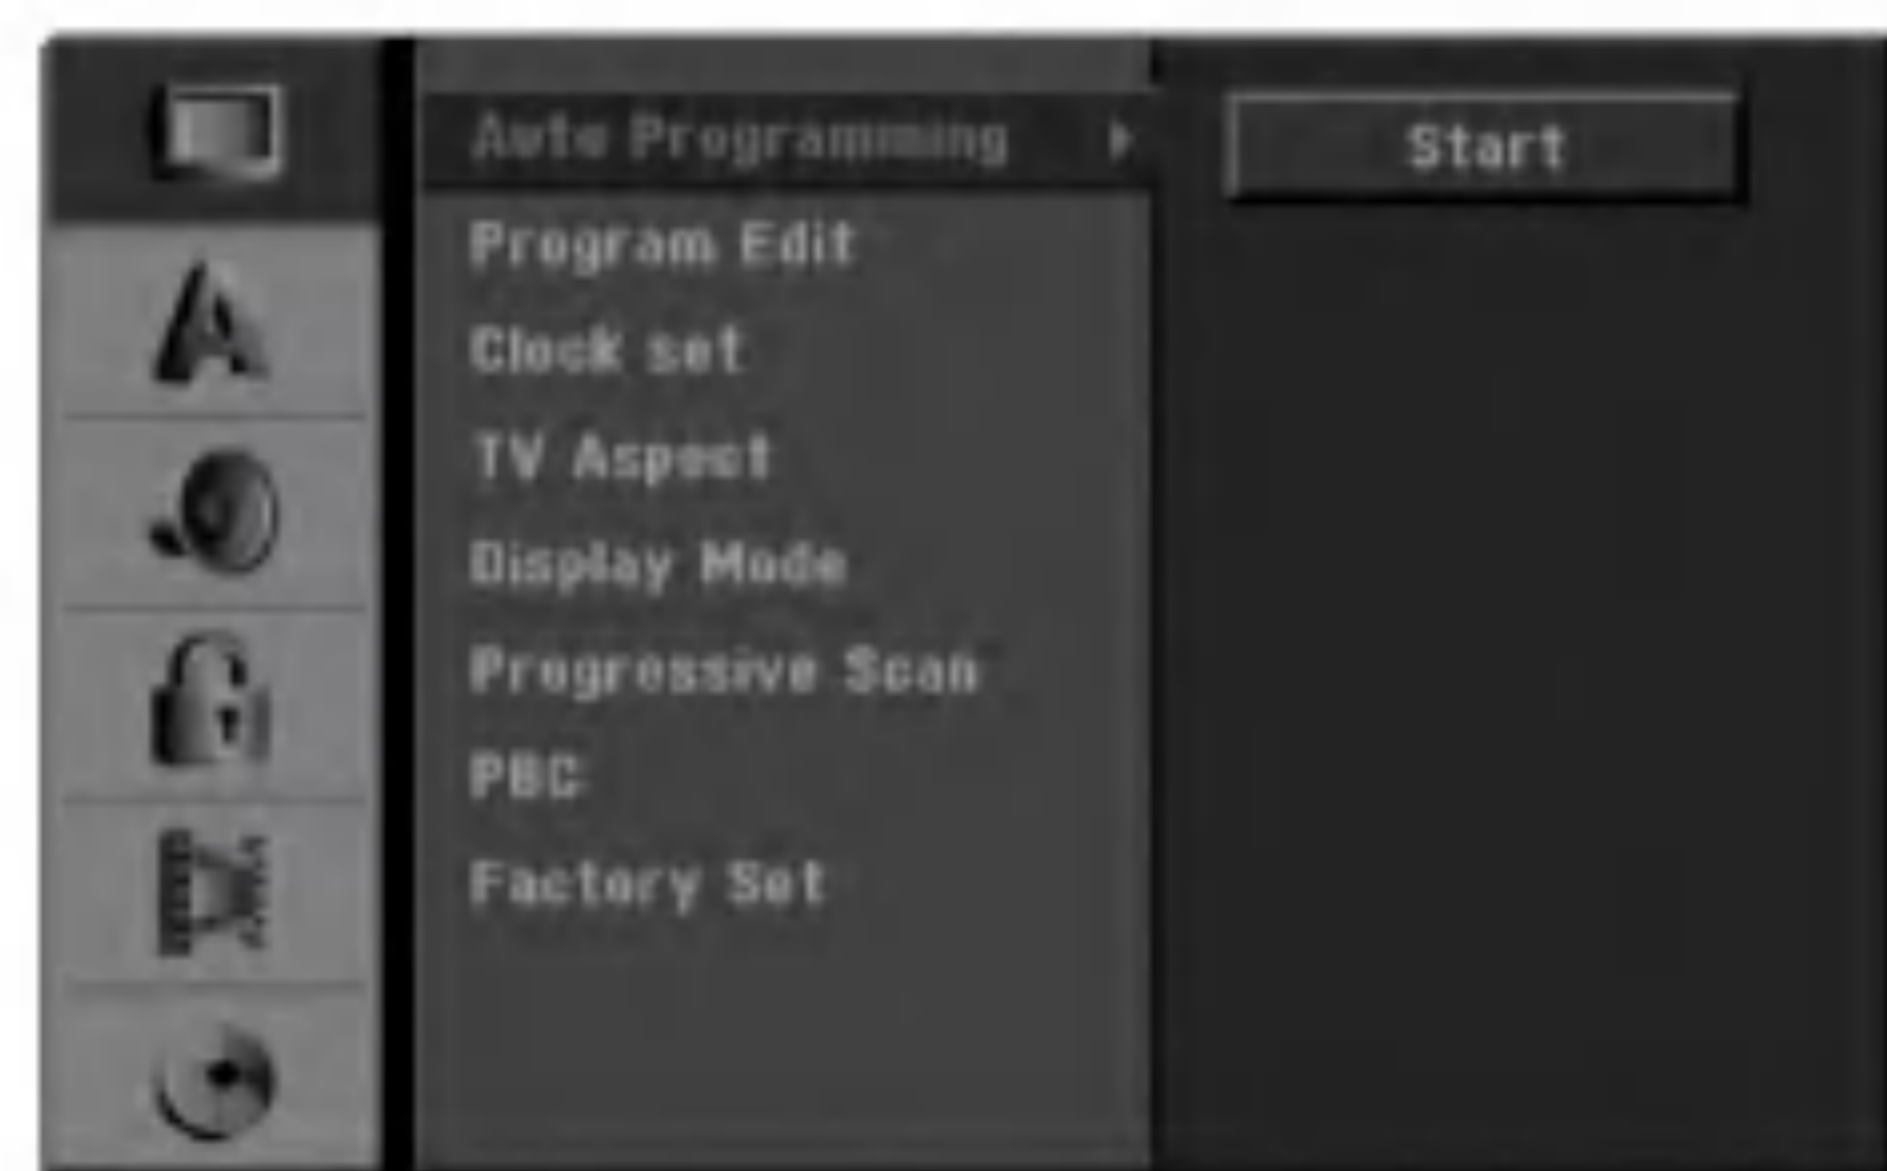 Auto Programming
Start
Program Edit
Clock set
TV Aspect
Display Mode
Progressive Scan
PBC
Factory Set